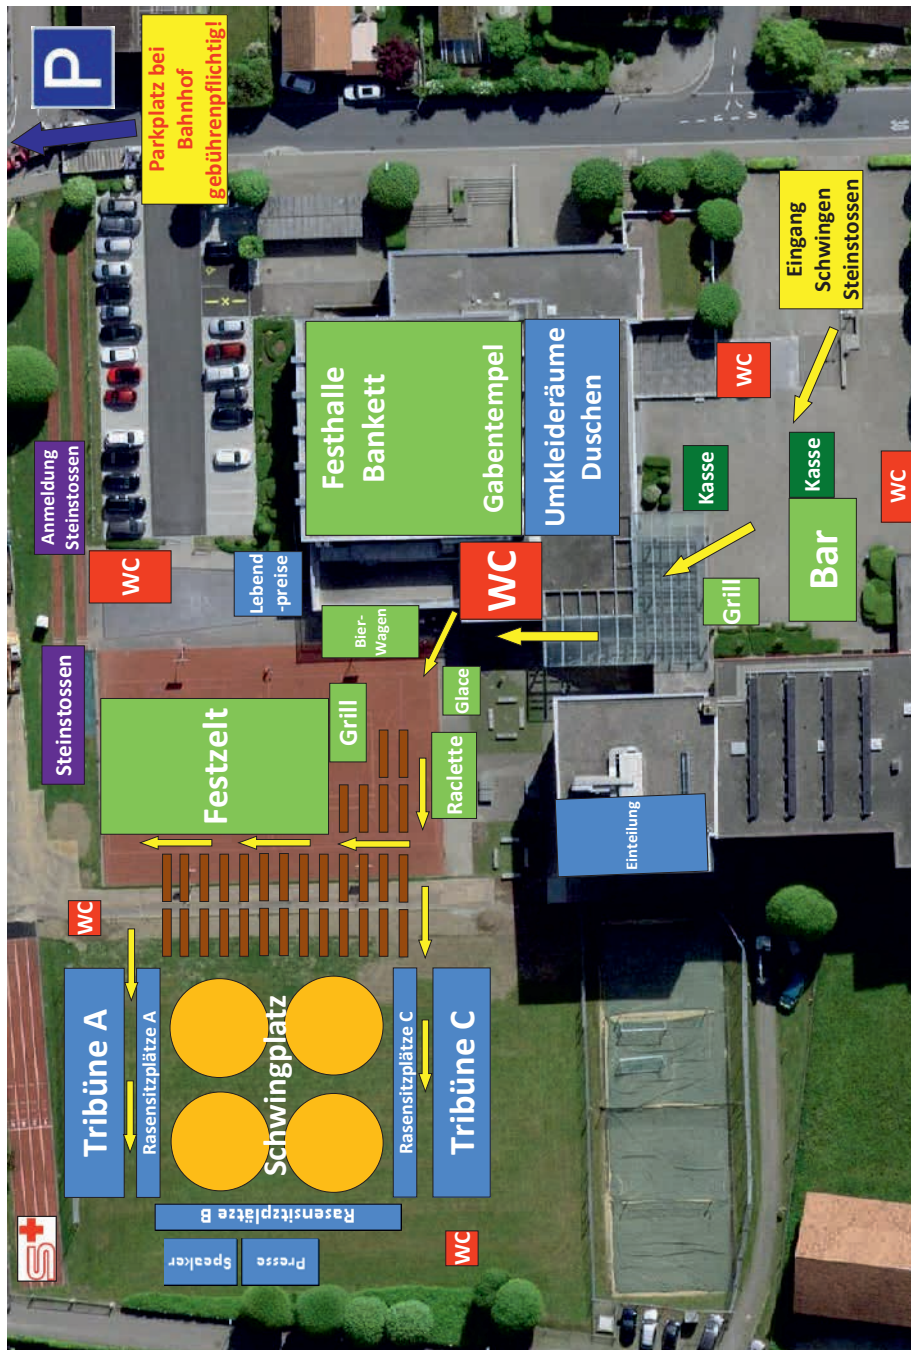 S+
Tribüne A
WC
Steinstossen
Anmeldung
Steinstossen
WC
P
Parkplatz bei
Bahnhof
gebührenpflichtig!
Rasensitzplätze A
Speaker
Presse
Rasensitzplätze B
Schwingplatz
Festzelt
Grill
Lebend
-preise
Bier-
Wagen
Festhalle
Bankett
Gabentempel
Rasensitzplätze C
Tribüne C
WC
Raclette
Glace
WC
Umkleideräume
Duschen
Einteilung
Grill
Kasse
WC
Bar
Kasse
Eingang
Schwingen
Steinstossen
WC
30